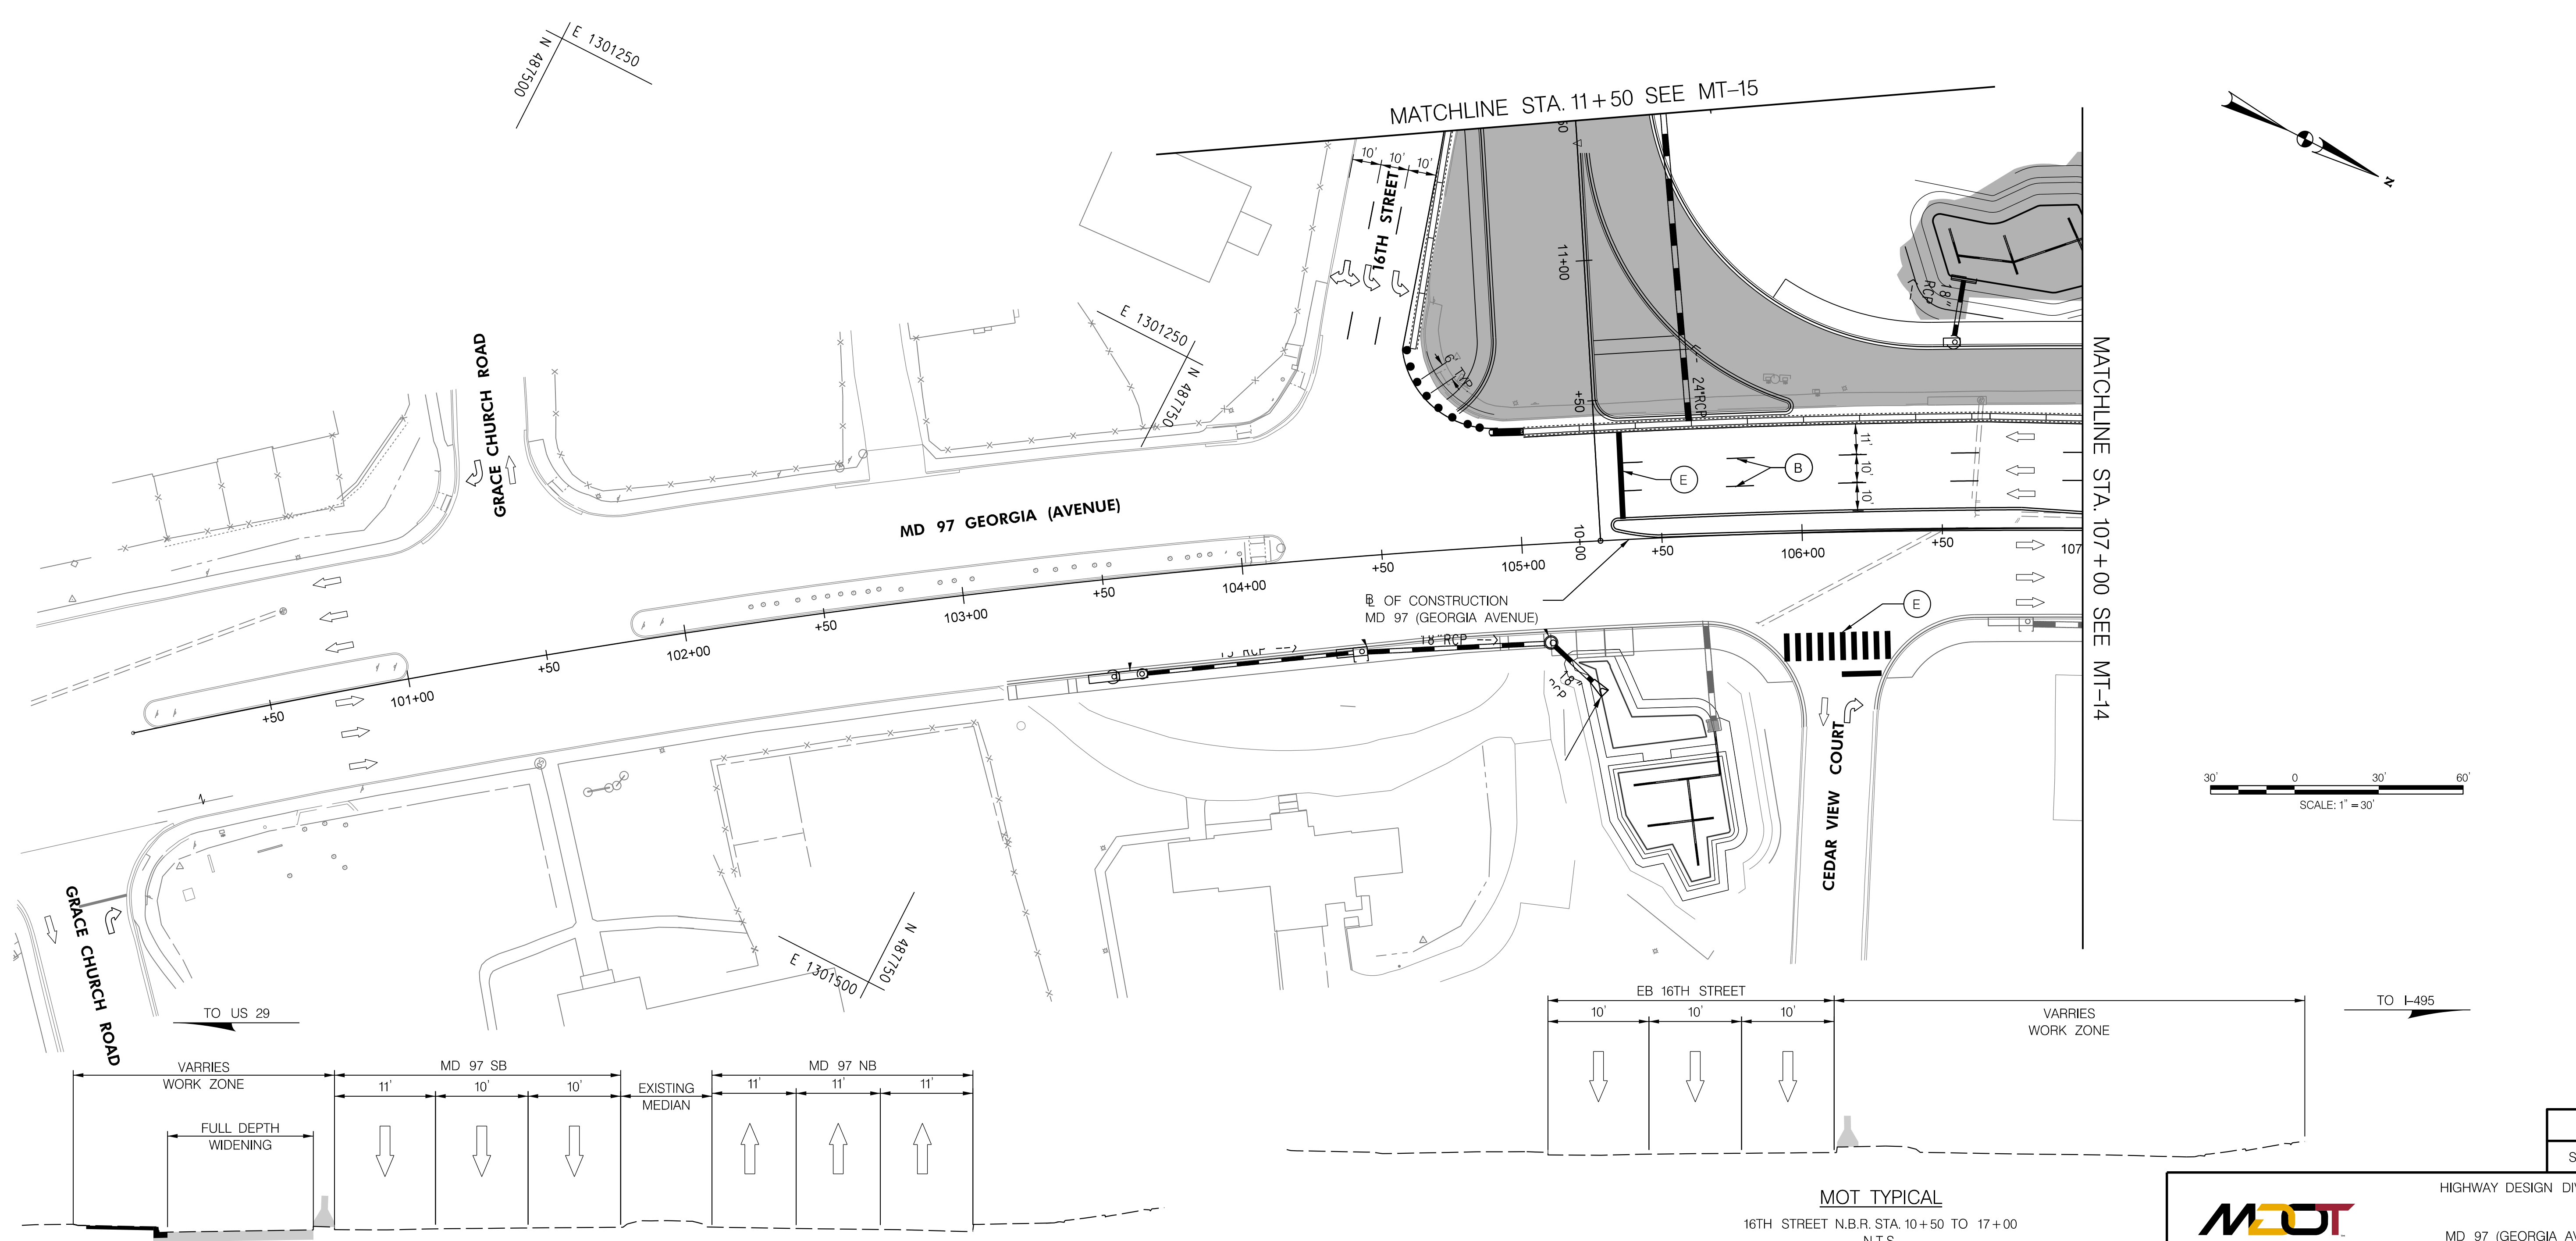 E 1301250
N 487500
MATCHLINE STA. 11+50 SEE MT-15
10' 10' 10'
16TH STREET
11+00
+50
6' TYP.
24"RCP
18"
RCP
N
E 1301250
N 487750
GRACE CHURCH ROAD
MD 97 GEORGIA (AVENUE)
E
B
11'
10'
10'
MATCHLINE STA. 107+00 SEE MT-14
10+00
+50
101+00
+50
102+00
+50
103+00
+50
104+00
+50
105+00
+50
106+00
+50
107
BL OF CONSTRUCTION
MD 97 (GEORGIA AVENUE)
E
RCP -->
18"RCP -->
18"
CEDAR VIEW COURT
30' 0 30' 60'
SCALE: 1" = 30'
GRACE CHURCH ROAD
E 1301500
N 487750
TO US 29
TO I-495
VARRIES
WORK ZONE
FULL DEPTH
WIDENING
MD 97 SB
11' 10' 10'
EXISTING
MEDIAN
MD 97 NB
11' 11' 11'
EB 16TH STREET
10' 10' 10'
VARRIES
WORK ZONE
MOT TYPICAL
16TH STREET N.B.R. STA. 10+50 TO 17+00
N.T.S.
MDOT
HIGHWAY DESIGN DI
MD 97 (GEORGIA A
S